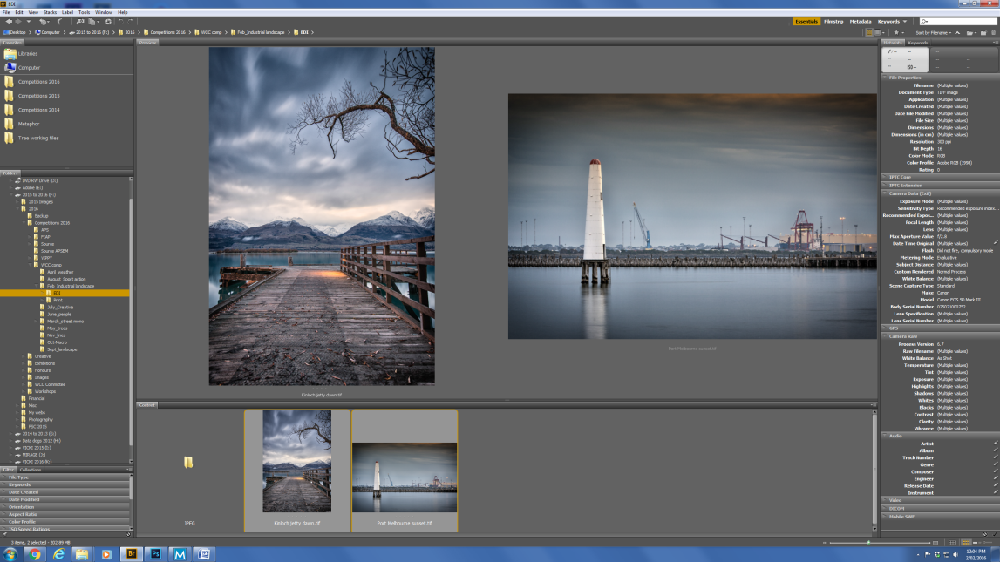 Br EDI
File Edit View Stacks Label Tools Window Help
Essentials Filmstrip Metadata Keywords
Desktop Computer 2015 to 2016 (F:) 2016 Competitions 2016 WCC comp Feb_Industrial landscape EDI
Sort by Filename
Favorites
Libraries
Computer
Competitions 2016
Competitions 2015
Competitions 2014
Metaphor
Tree working files
Folders
DVD RW Drive (D:)
Adobe (E:)
2015 to 2016 (F:)
2015 Images
2016
Backup
Competitions 2016
APS
FIAP
Source
Source APSEM
VIPPY
WCC comp
April_weather
August_Sport action
Feb_Industrial landscape
EDI
Print
July_Creative
June_people
March_street mono
May_trees
Nov_lines
Oct-Macro
Sept_landscape
Creative
Exhibitions
Honours
Images
WCC Committee
Workshops
Financial
Mac
My webs
Photography
PSC 2015
2014 to 2013 (G:)
Data dogs 2012 (H:)
VICKI 2015 (I:)
MIRAGE (J:)
VICKI 2016 (K:)
Filter Collections
File Type
Keywords
Date Created
Date Modified
Orientation
Aspect Ratio
Color Profile
ISO Speed Ratings
Preview
Kinloch jetty dawn.tif
Port Melbourne sunset.tif
Content
JPEG
Kinloch jetty dawn.tif
Port Melbourne sunset.tif
Metadata Keywords
ISO--
File Properties
Filename (Multiple values)
Document Type TIFF image
Application (Multiple values)
Date Created (Multiple values)
Date File Modified (Multiple values)
File Size (Multiple values)
Dimensions (Multiple values)
Dimensions (in cm) (Multiple values)
Resolution 300 ppi
Bit Depth 16
Color Mode RGB
Color Profile Adobe RGB (1998)
Rating 0
IPTC Core
IPTC Extension
Camera Data (Exif)
Exposure Mode (Multiple values)
Sensitivity Type Recommended exposure index...
Recommended Expos... (Multiple values)
Focal Length (Multiple values)
Lens (Multiple values)
Max Aperture Value f/2.8
Date Time Original (Multiple values)
Flash Did not fire, compulsory mode
Metering Mode Evaluative
Subject Distance (Multiple values)
Custom Rendered Normal Process
White Balance (Multiple values)
Scene Capture Type Standard
Make Canon
Model Canon EOS 5D Mark III
Body Serial Number 025021000752
Lens Specification (Multiple values)
Lens Serial Number (Multiple values)
GPS
Camera Raw
Process Version 6.7
Raw Filename (Multiple values)
White Balance As Shot
Temperature (Multiple values)
Tint (Multiple values)
Exposure (Multiple values)
Highlights (Multiple values)
Shadows (Multiple values)
Whites (Multiple values)
Blacks (Multiple values)
Contrast (Multiple values)
Clarity (Multiple values)
Vibrance (Multiple values)
Audio
Artist
Album
Track Number
Genre
Composer
Engineer
Release Date
Instrument
Video
DICOM
Mobile SWF
3 items, 2 selected - 202.89 MB
Br Ps M W
12:04 PM
2/02/2016